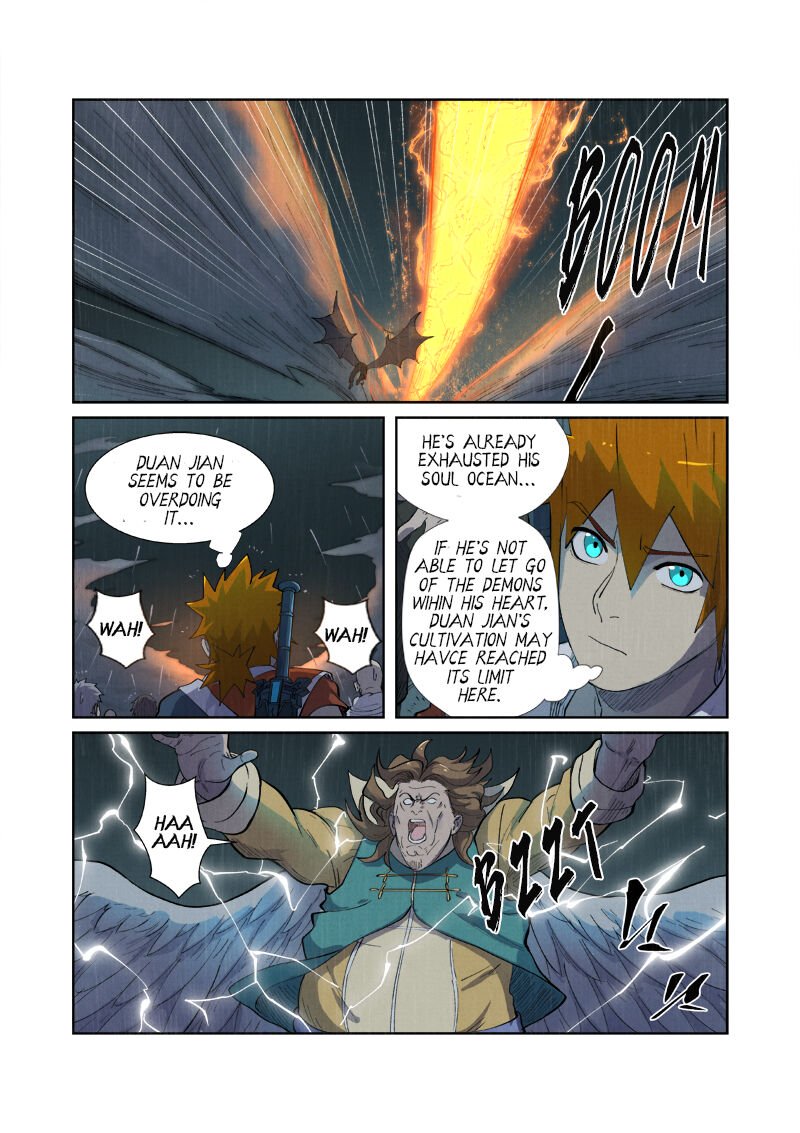 BOOM
DUAN JIAN
SEEMS TO BE
OVERDOING
IT...
WAH!
WAH!
HE'S ALREADY
EXHAUSTED HIS
SOUL OCEAN...
IF HE'S NOT
ABLE TO LET GO
OF THE DEMONS
WIHIN HIS HEART,
DUAN JIAN'S
CULTIVATION MAY
HAVCE REACHED
ITS LIMIT
HERE.
HAA
AAH!
BZZT